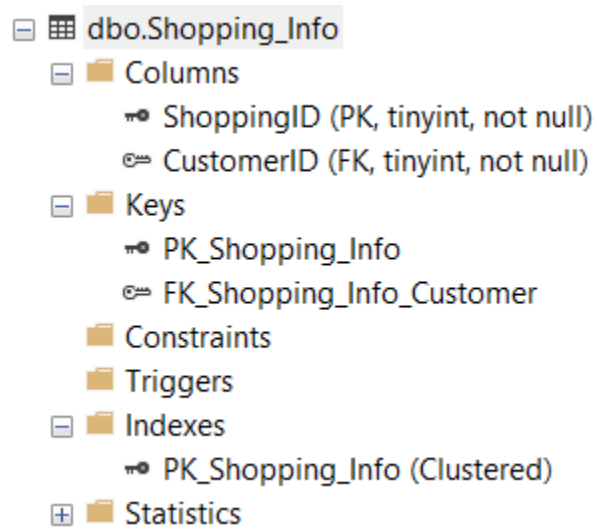 dbo.Shopping_Info
Columns
ShoppingID (PK, tinyint, not null)
CustomerID (FK, tinyint, not null)
Keys
PK_Shopping_Info
FK_Shopping_Info_Customer
Constraints
Triggers
Indexes
PK_Shopping_Info (Clustered)
Statistics